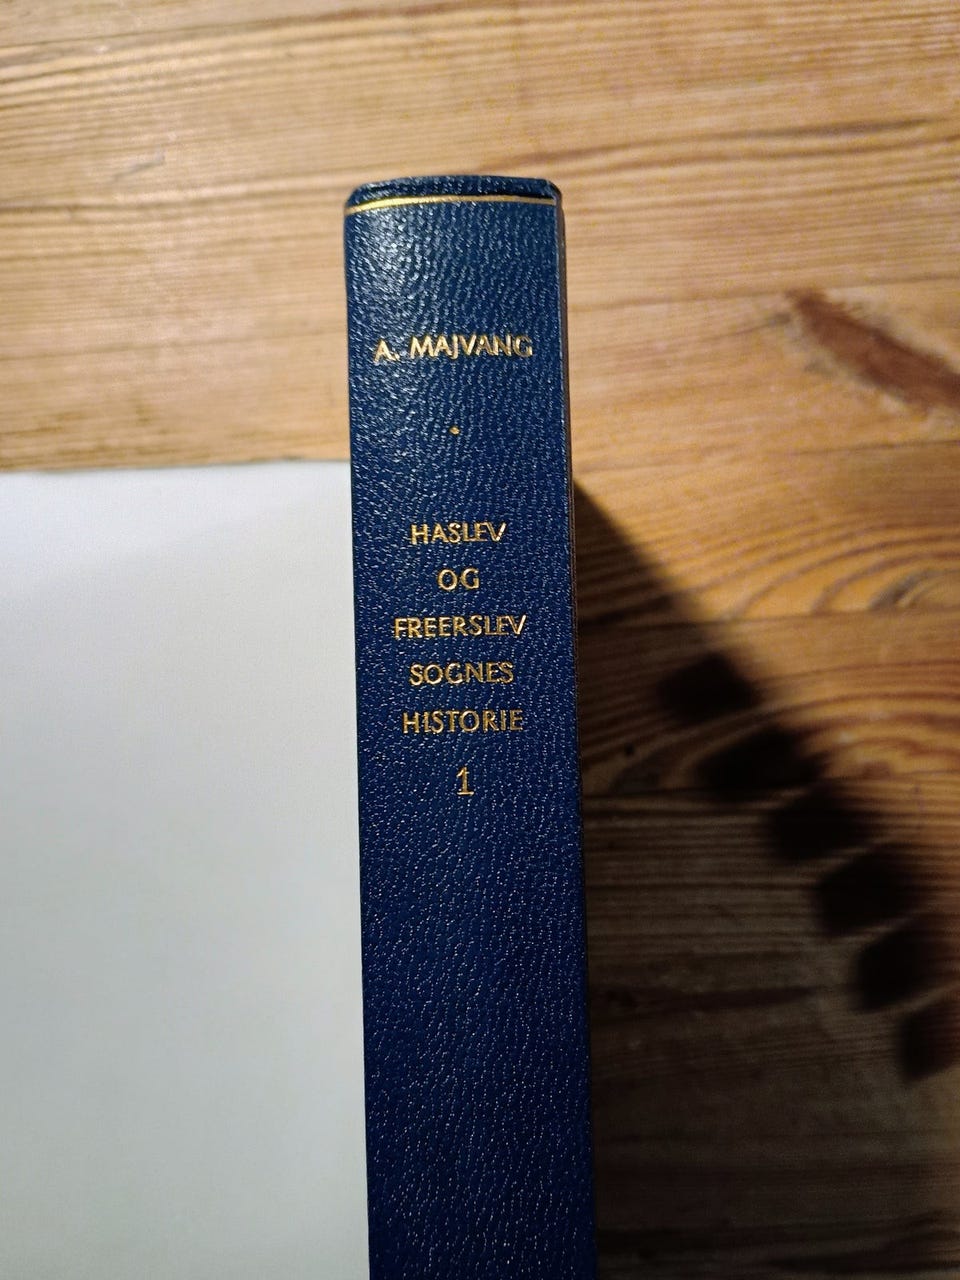 A. MAJVANG
HASLEV
OG
FREERSLEV
SOGNES
HISTORIE
1